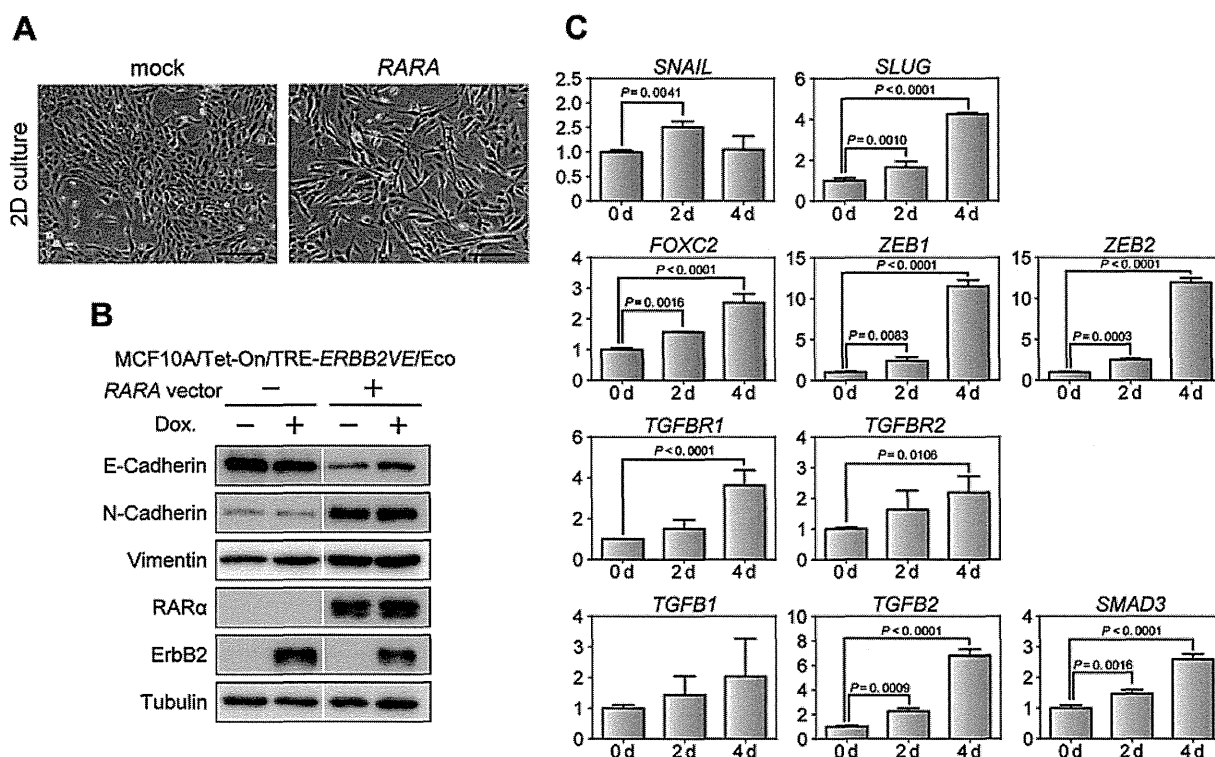 A
mock
RARA
2D culture
B
MCF10A/Tet-On/TRE-ERBB2VE/Eco
RARA vector − +
Dox. − + − +
E-Cadherin
N-Cadherin
Vimentin
RARα
ErbB2
Tubulin
C
SNAIL
2.5
2.0
1.5
1.0
0.5
0
P=0.0041
0 d 2 d 4 d
SLUG
6
4
2
0
P<0.0001
P=0.0010
0 d 2 d 4 d
FOXC2
4
3
2
1
0
P<0.0001
P=0.0016
0 d 2 d 4 d
ZEB1
15
10
5
0
P<0.0001
P=0.0083
0 d 2 d 4 d
ZEB2
15
10
5
0
P<0.0001
P=0.0003
0 d 2 d 4 d
TGFBR1
6
4
2
0
P<0.0001
0 d 2 d 4 d
TGFBR2
4
3
2
1
0
P=0.0106
0 d 2 d 4 d
TGFB1
4
3
2
1
0
0 d 2 d 4 d
TGFB2
10
8
6
4
2
0
P<0.0001
P=0.0009
0 d 2 d 4 d
SMAD3
4
3
2
1
0
P<0.0001
P=0.0016
0 d 2 d 4 d